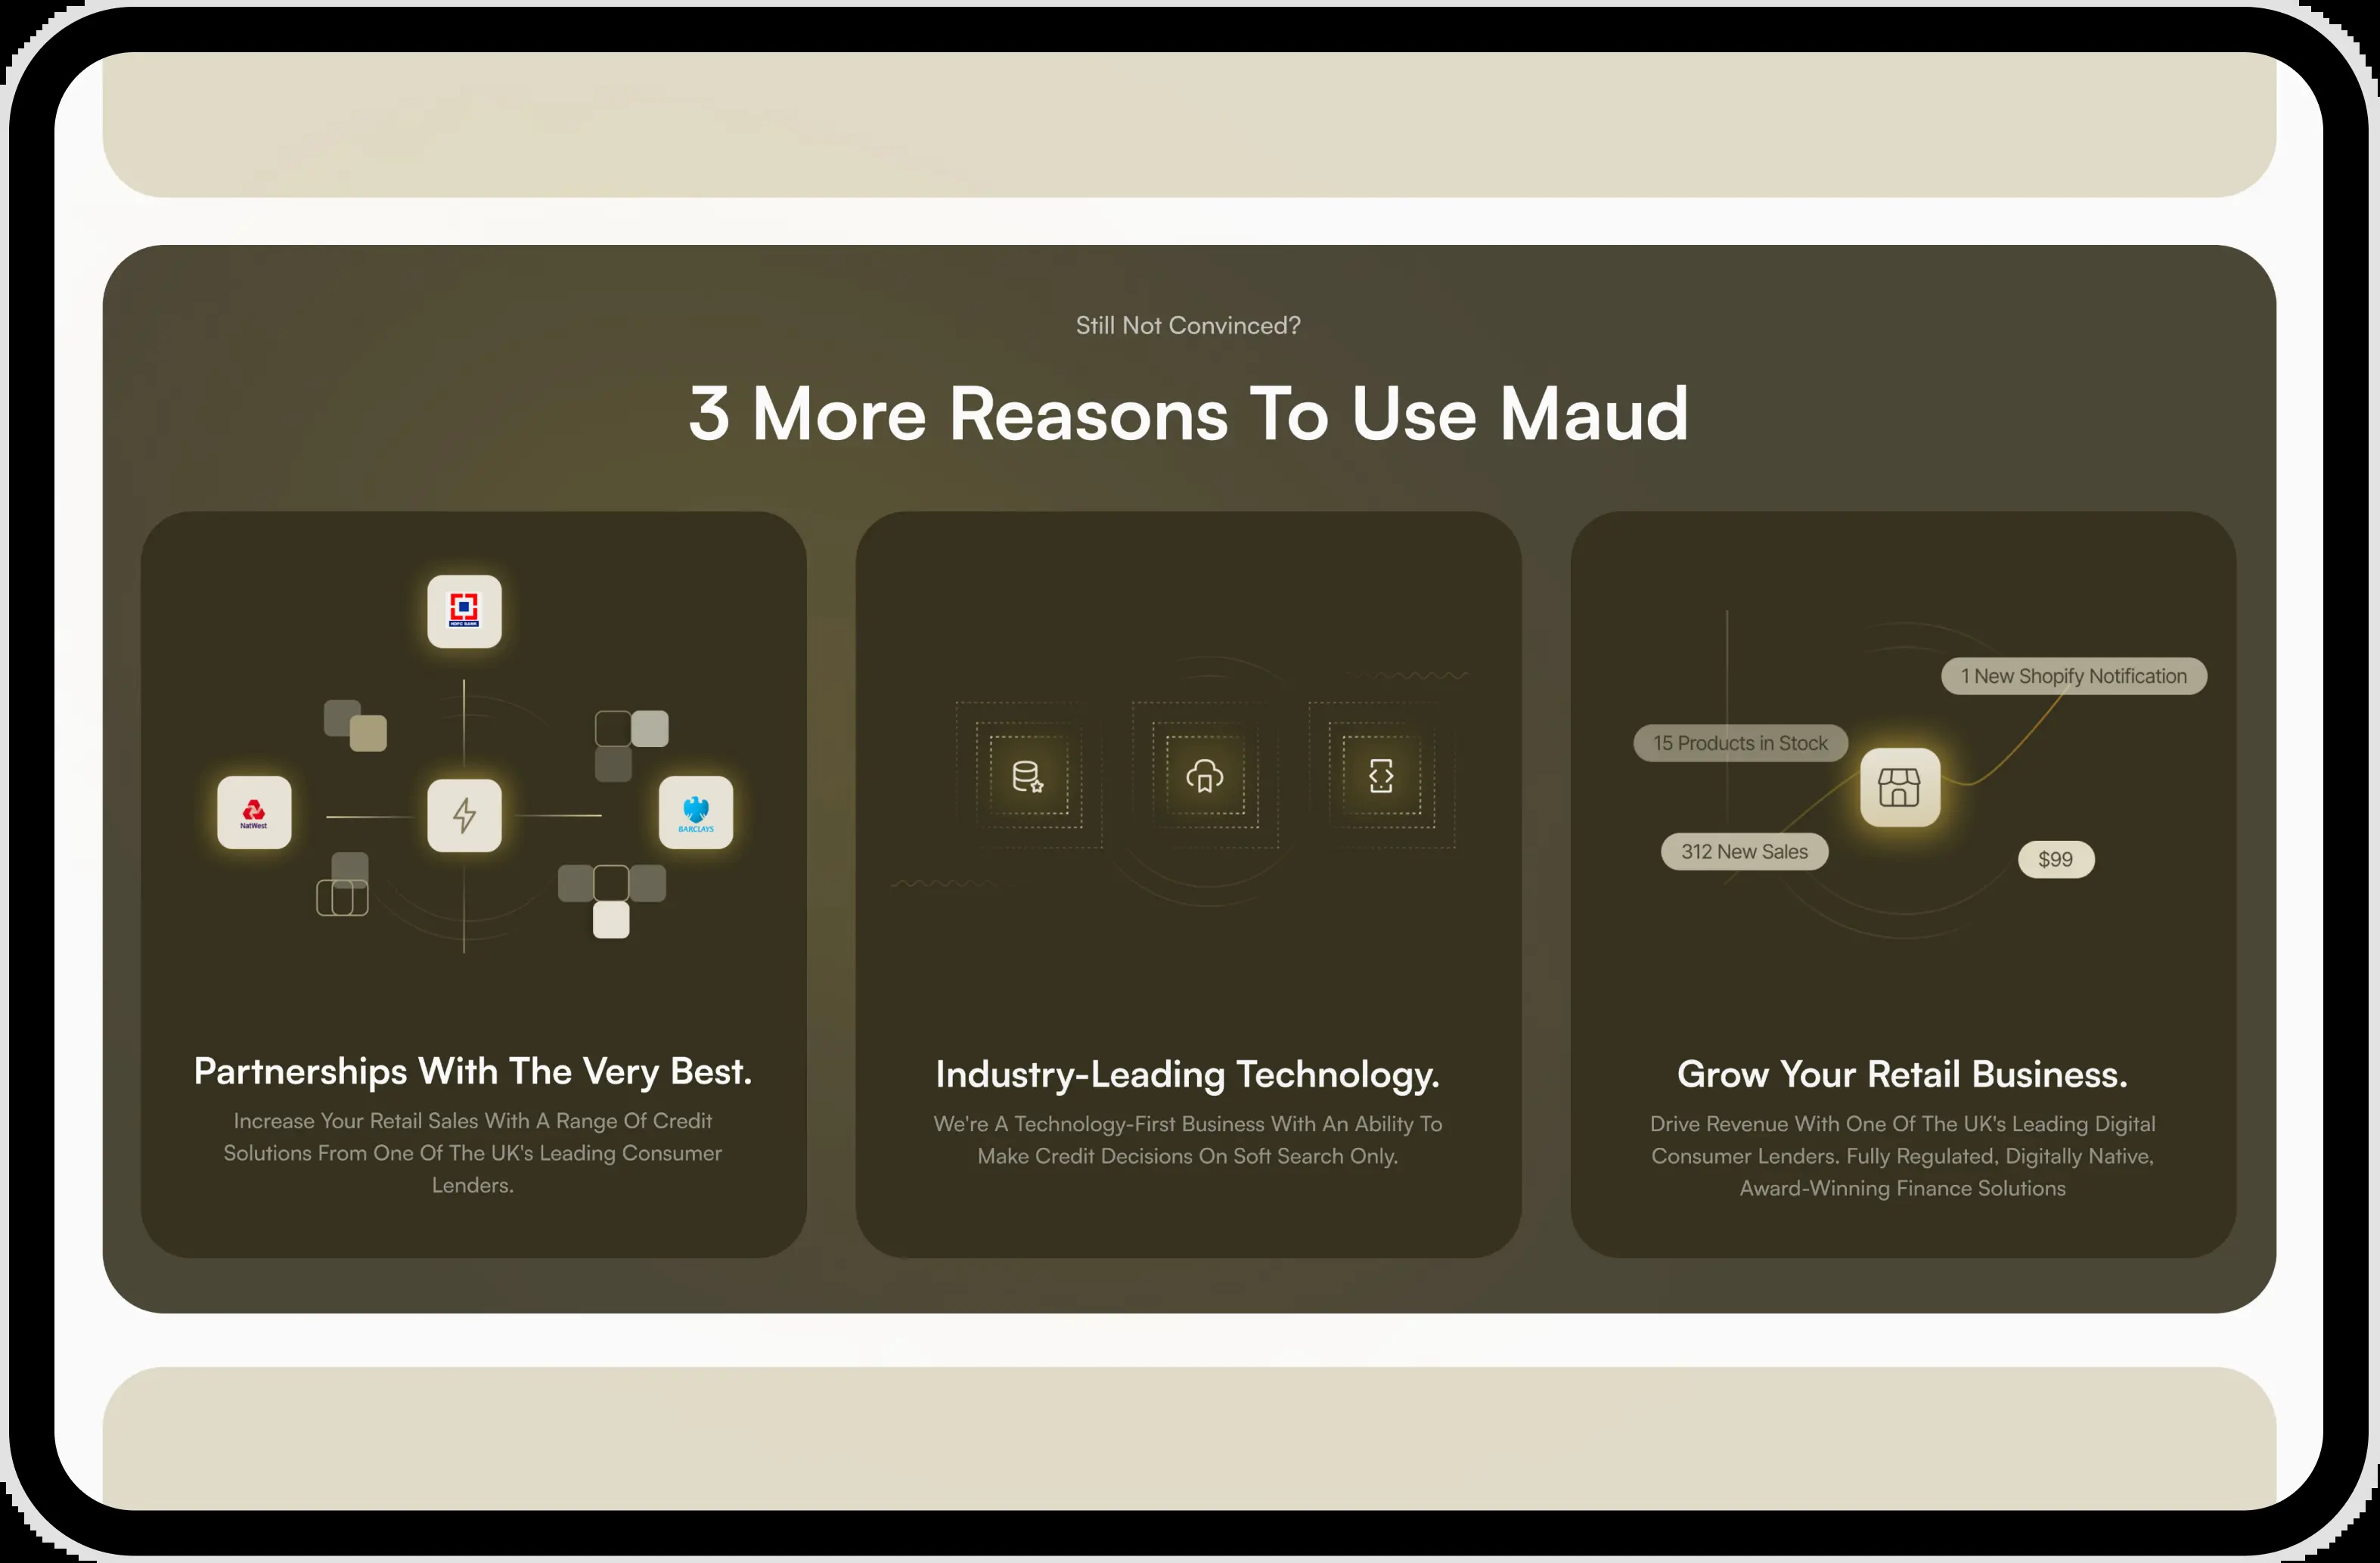 Still Not Convinced?
3 More Reasons To Use Maud
HDFC BANK
NatWest
BARCLAYS
Partnerships With The Very Best.
Increase Your Retail Sales With A Range Of Credit
Solutions From One Of The UK's Leading Consumer
Lenders.
Industry-Leading Technology.
We're A Technology-First Business With An Ability To
Make Credit Decisions On Soft Search Only.
1 New Shopify Notification
15 Products in Stock
312 New Sales
$99
Grow Your Retail Business.
Drive Revenue With One Of The UK's Leading Digital
Consumer Lenders. Fully Regulated, Digitally Native,
Award-Winning Finance Solutions